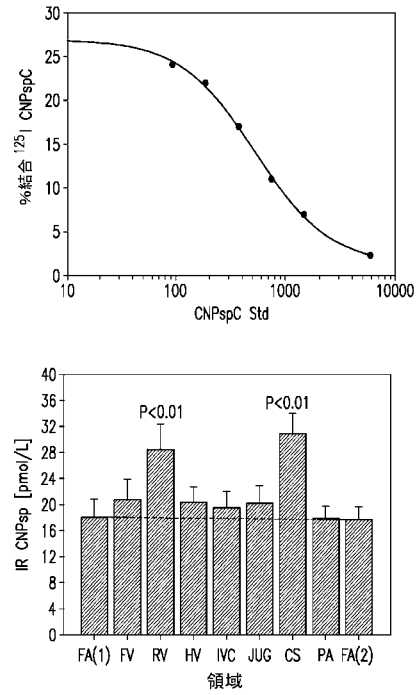 30
25
20
15
10
5
0
%結合 ¹²⁵I CNPspC
10 100 1000 10000
CNPspC Std
40
36
32
28
24
20
16
12
8
4
0
IR CNPsp [pmol/L]
P<0.01 P<0.01
FA(1) FV RV HV IVC JUG CS PA FA(2)
領域